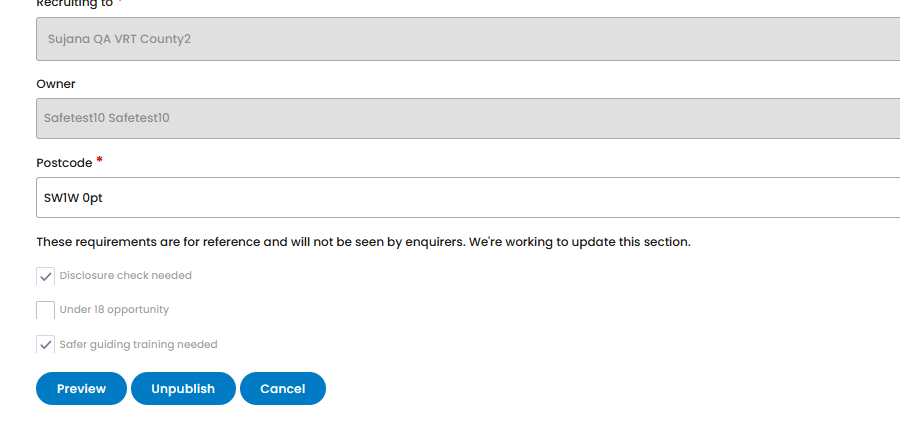 Recruiting to *
Sujana QA VRT County2
Owner
Safetest10 Safetest10
Postcode *
SW1W 0pt
These requirements are for reference and will not be seen by enquirers. We're working to update this section.
Disclosure check needed
Under 18 opportunity
Safer guiding training needed
Preview Unpublish Cancel